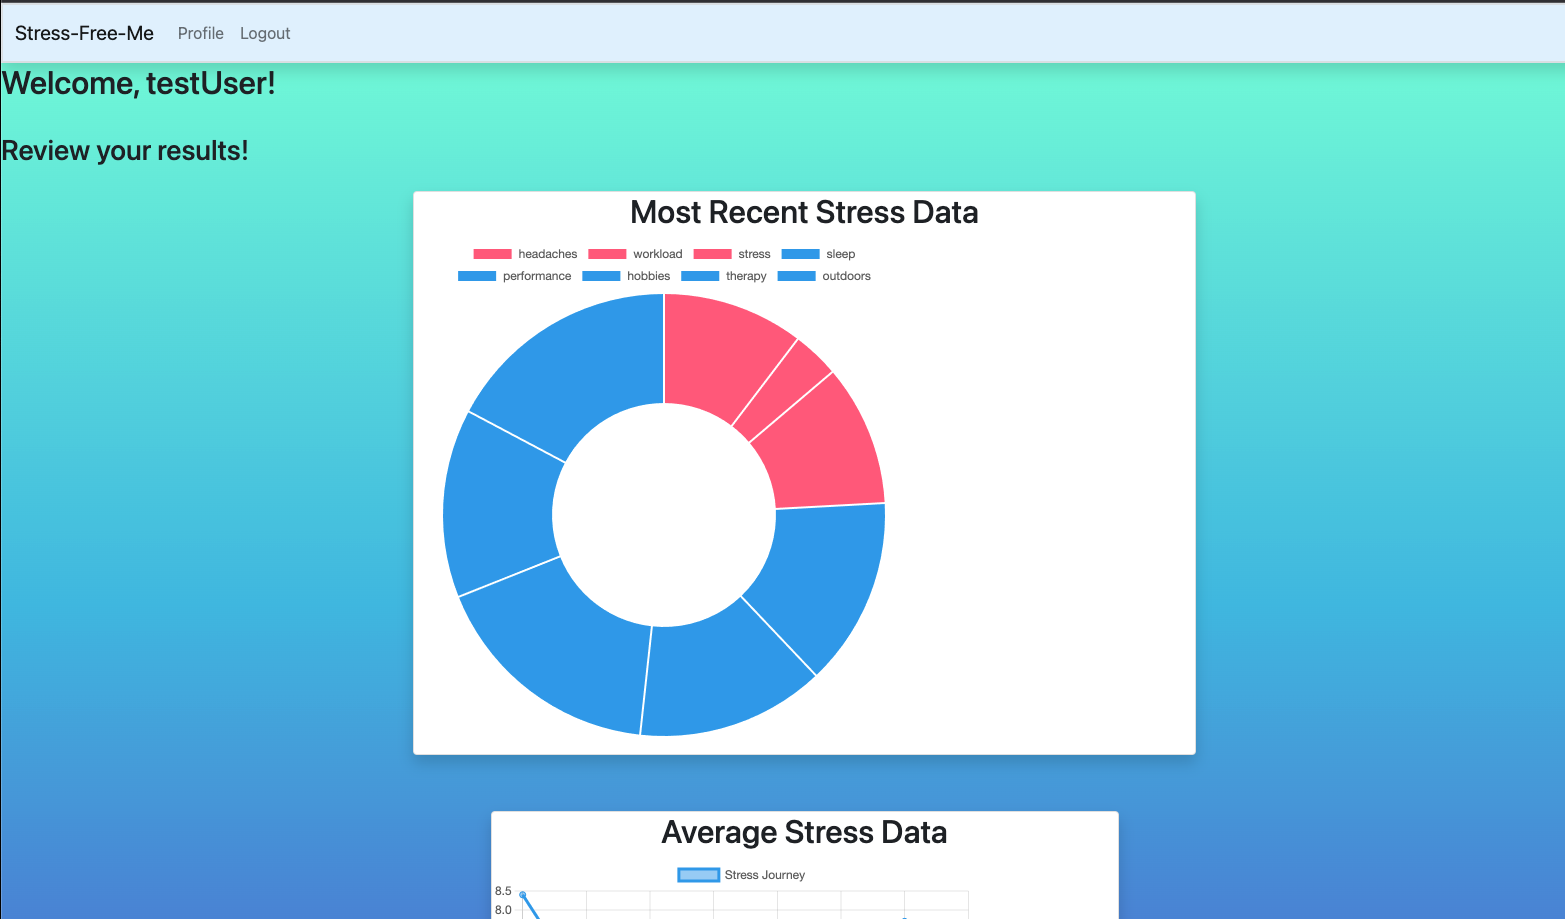 Stress-Free-Me Profile Logout
Welcome, testUser!
Review your results!
Most Recent Stress Data
headaches workload stress sleep
performance hobbies therapy outdoors
Average Stress Data
Stress Journey
8.5
8.0